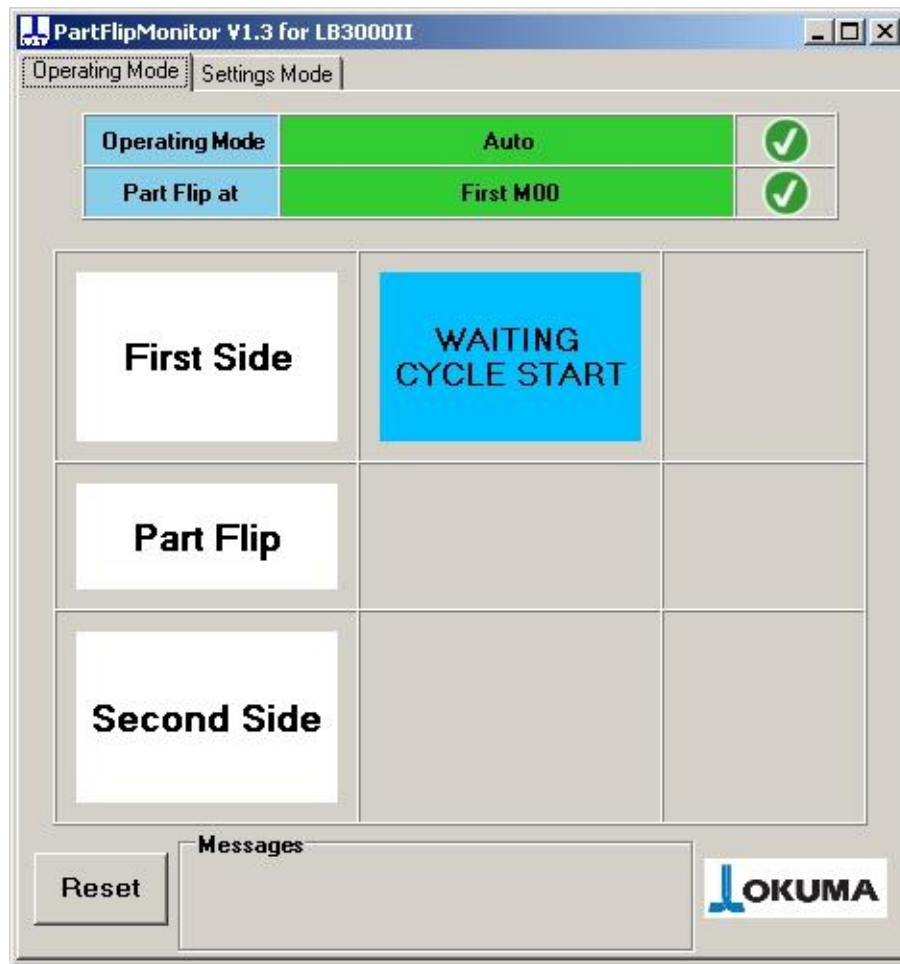 PartFlipMonitor V1.3 for LB3000II
Operating Mode Settings Mode
Operating Mode Auto
Part Flip at First M00
First Side
WAITING
CYCLE START
Part Flip
Second Side
Messages
Reset
OKUMA